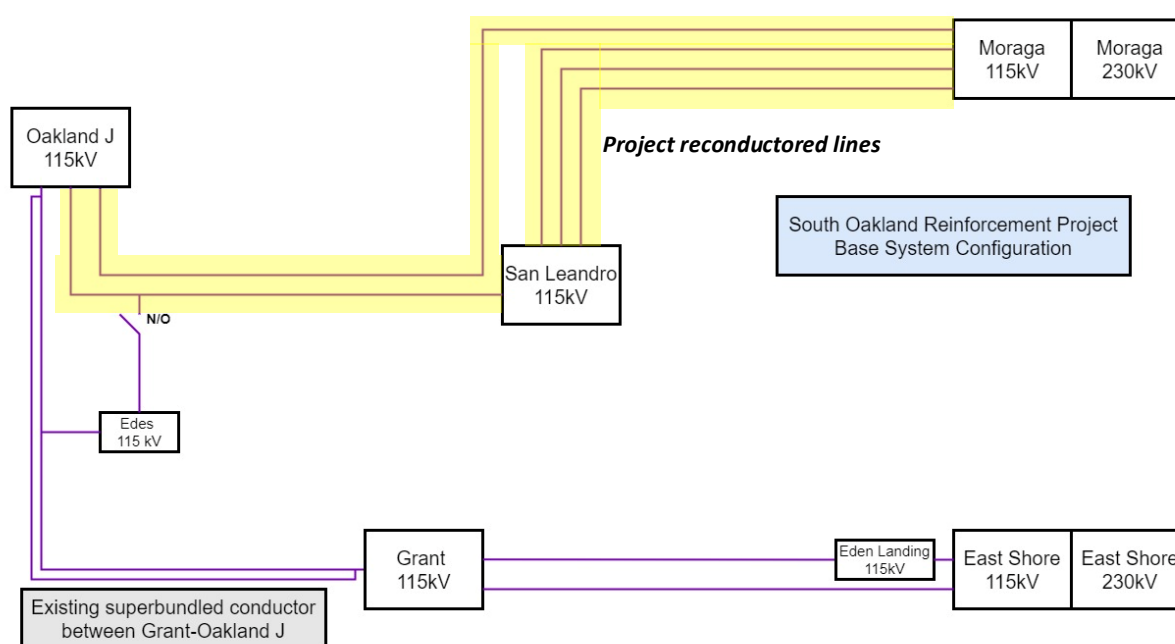 Moraga
115kV
Moraga
230kV
Oakland J
115kV
Project reconductored lines
South Oakland Reinforcement Project
Base System Configuration
San Leandro
115kV
N/O
Edes
115 kV
Grant
115kV
Eden Landing
115kV
East Shore
115kV
East Shore
230kV
Existing superbundled conductor
between Grant-Oakland J